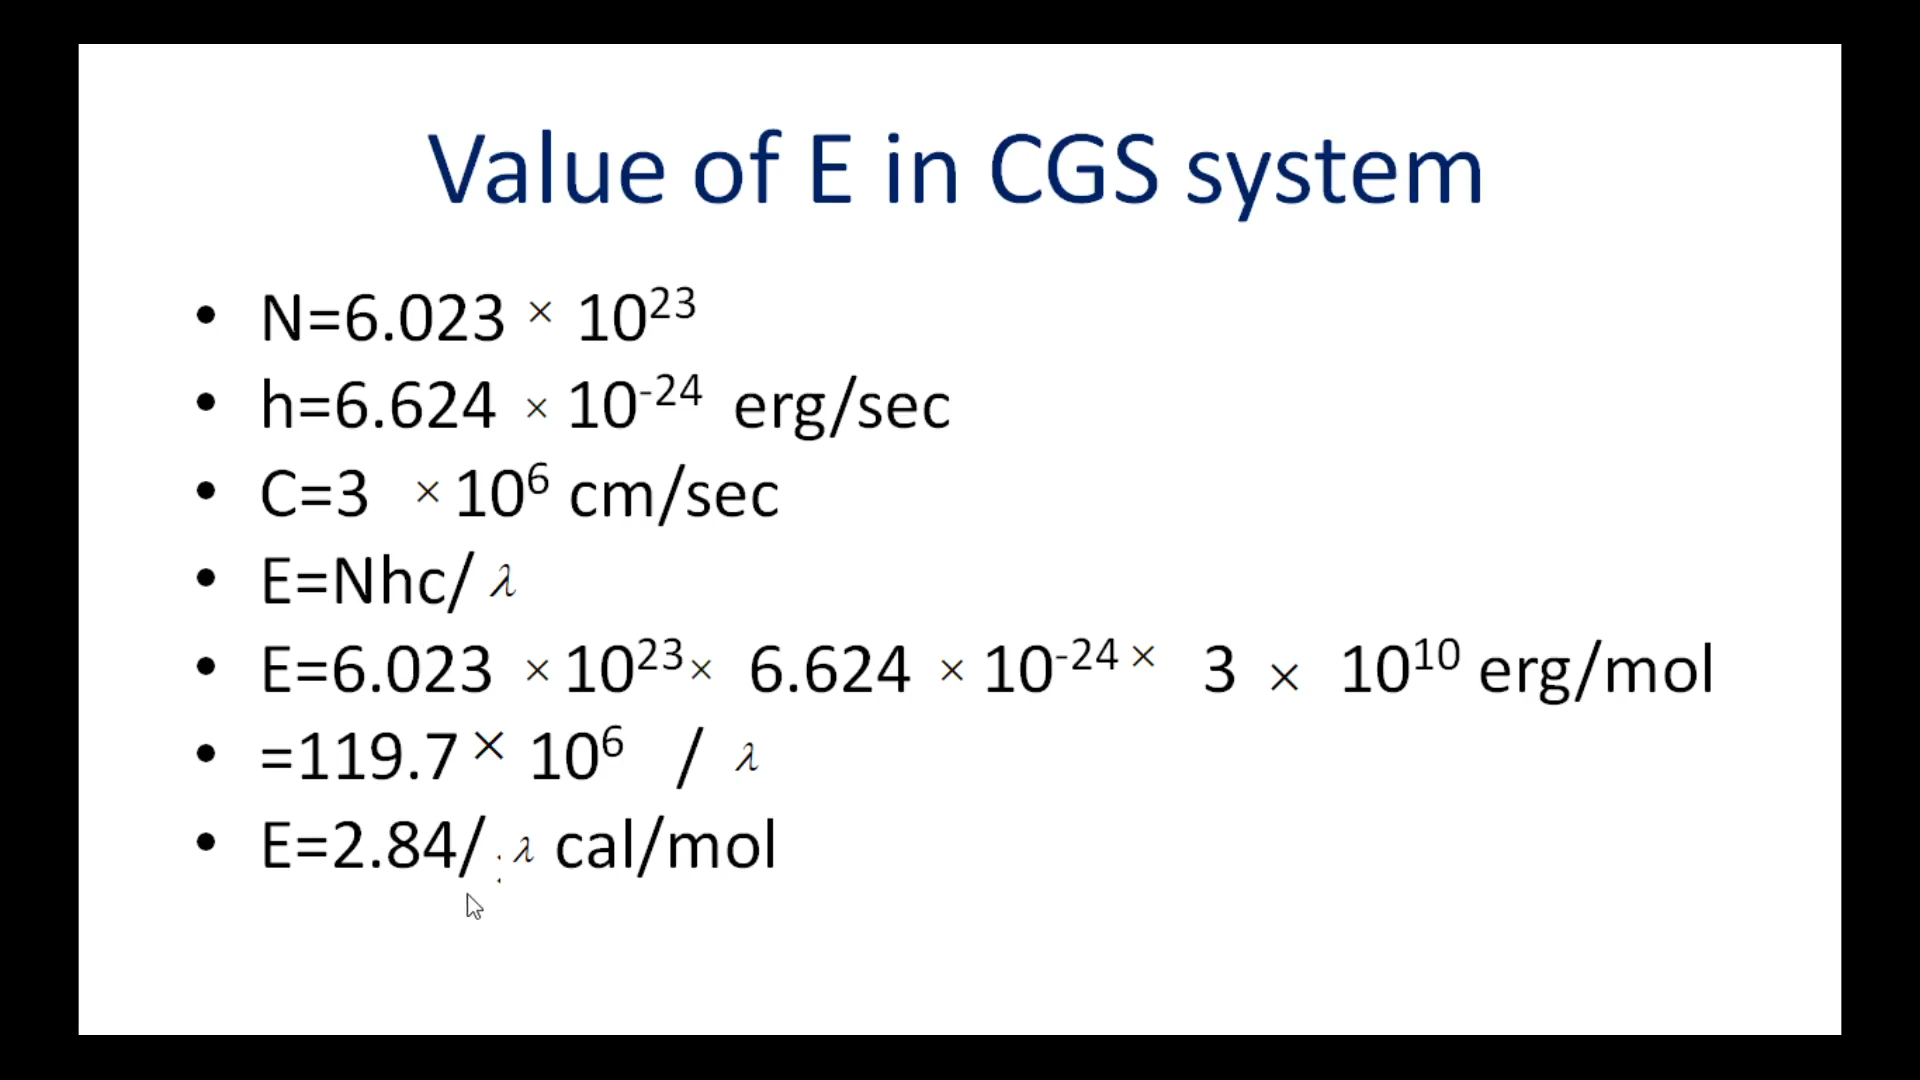 Value of E in CGS system
• N=6.023 × 10²³
• h=6.624 × 10⁻²⁴ erg/sec
• C=3 × 10⁶ cm/sec
• E=Nhc/ λ
• E=6.023 × 10²³ × 6.624 × 10⁻²⁴ × 3 × 10¹⁰ erg/mol
• =119.7 × 10⁶ / λ
• E=2.84/ λ cal/mol